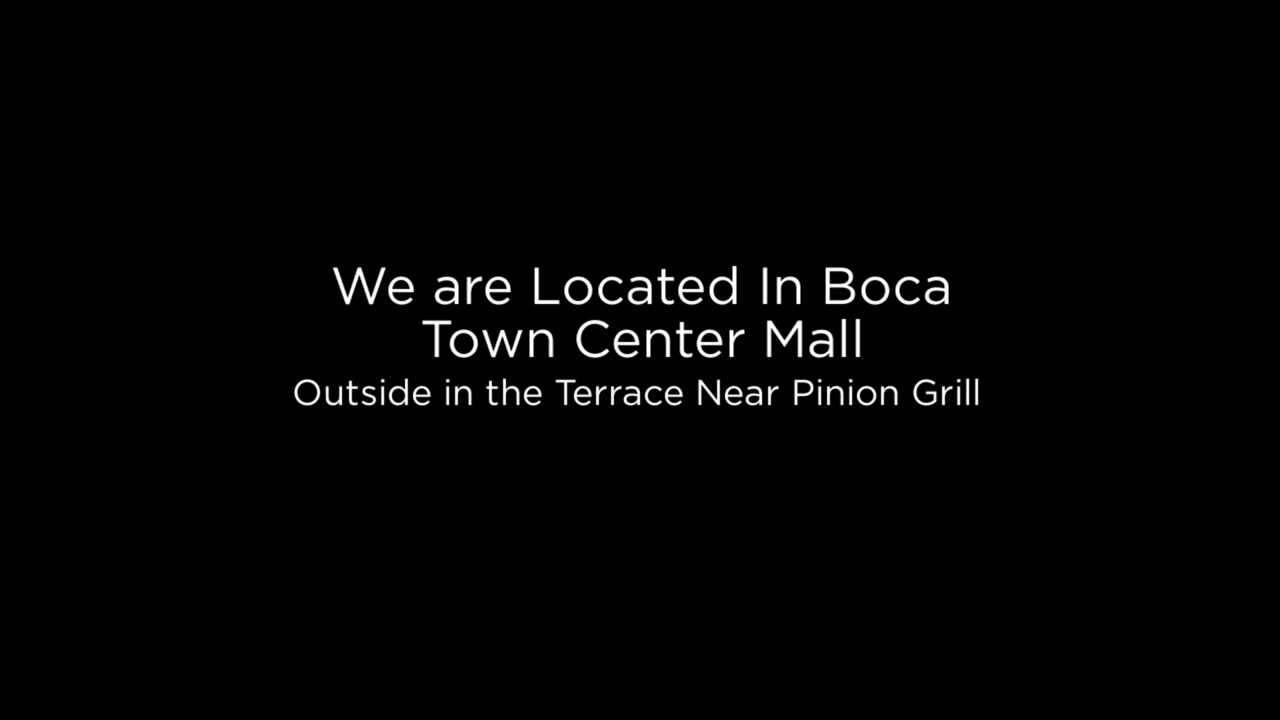 We are Located In Boca
Town Center Mall
Outside in the Terrace Near Pinion Grill